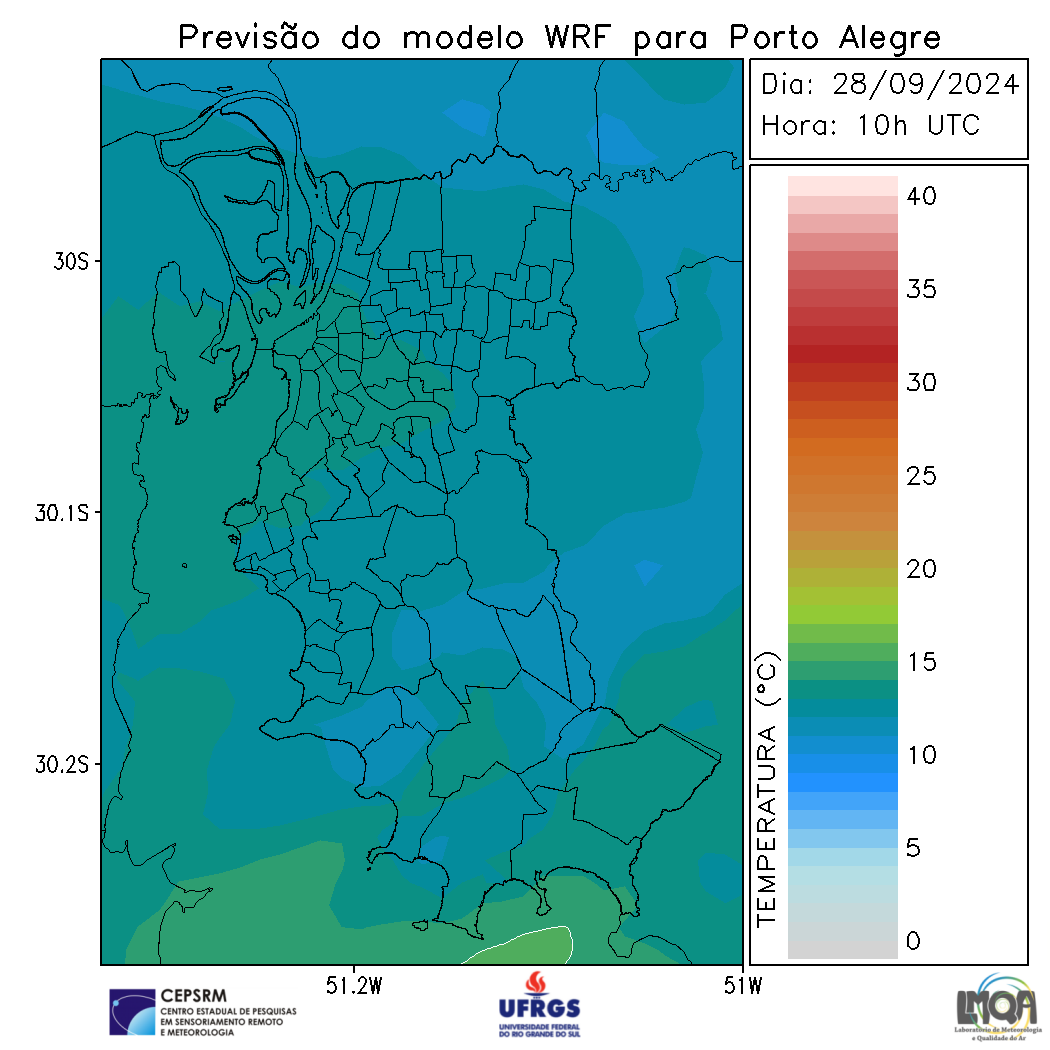 Previsão do modelo WRF para Porto Alegre
Dia: 28/09/2024
Hora: 10h UTC
40
35
30
25
20
15
10
5
0
TEMPERATURA (°C)
30S
30.1S
30.2S
51.2W
51W
CEPSRM
CENTRO ESTADUAL DE PESQUISAS
EM SENSORIAMENTO REMOTO
E METEOROLOGIA
UFRGS
UNIVERSIDADE FEDERAL
DO RIO GRANDE DO SUL
LMQA
Laboratório de Meteorologia
e Qualidade do Ar